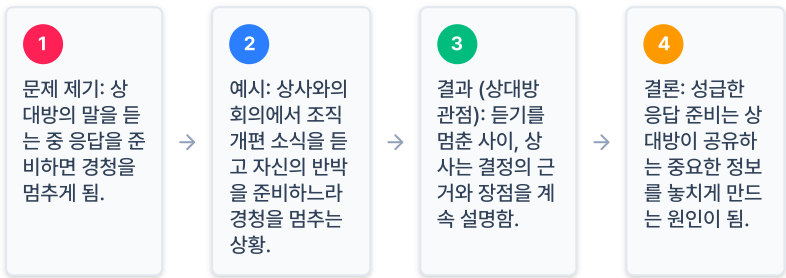 1
문제 제기: 상
대방의 말을 듣
는 중 응답을 준
비하면 경청을
멈추게 됨.
2
예시: 상사와의
회의에서 조직
개편 소식을 듣
고 자신의 반박
을 준비하느라
경청을 멈추는
상황.
3
결과 (상대방
관점): 듣기를
멈춘 사이, 상
사는 결정의 근
거와 장점을 계
속 설명함.
4
결론: 성급한
응답 준비는 상
대방이 공유하
는 중요한 정보
를 놓치게 만드
는 원인이 됨.